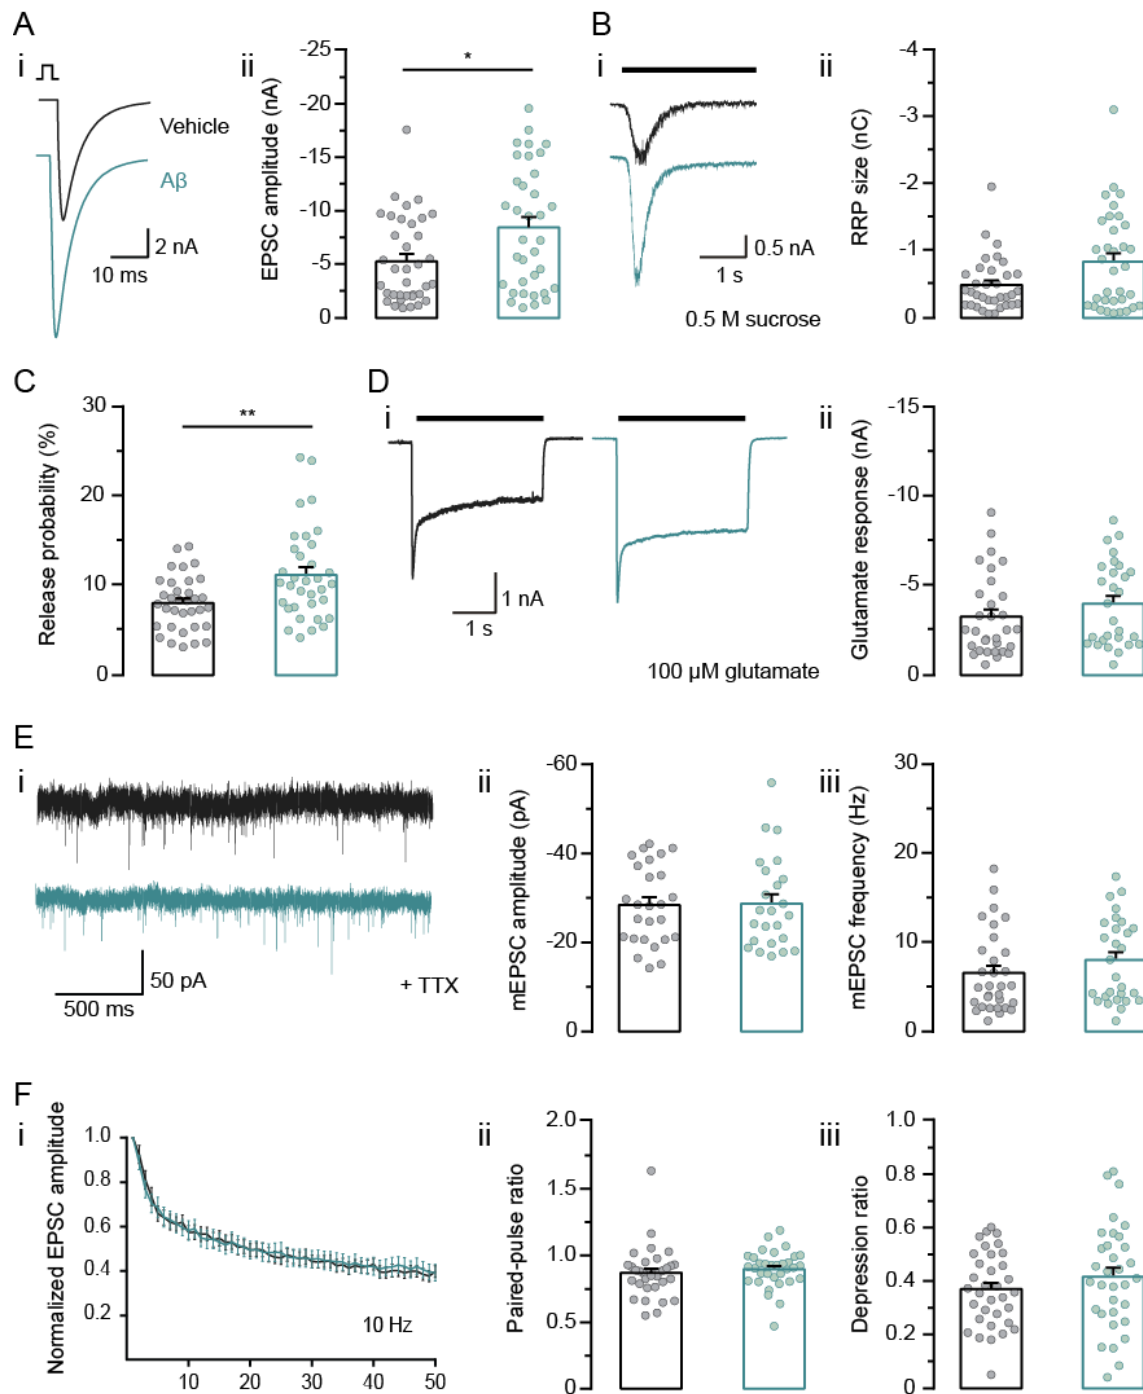 A
i
Vehicle
Aβ
2 nA
10 ms
ii
EPSC amplitude (nA)
-25
-20
-15
-10
-5
0
*
B
i
0.5 nA
1 s
0.5 M sucrose
ii
RRP size (nC)
-4
-3
-2
-1
0
C
Release probability (%)
30
20
10
0
**
D
i
1 nA
1 s
100 μM glutamate
ii
Glutamate response (nA)
-15
-10
-5
0
E
i
50 pA
500 ms
+ TTX
ii
mEPSC amplitude (pA)
-60
-40
-20
0
iii
mEPSC frequency (Hz)
30
20
10
0
F
i
Normalized EPSC amplitude
1.0
0.8
0.6
0.4
0.2
10 Hz
10 20 30 40 50
ii
Paired-pulse ratio
2.0
1.5
1.0
0.5
0
iii
Depression ratio
1.0
0.8
0.6
0.4
0.2
0